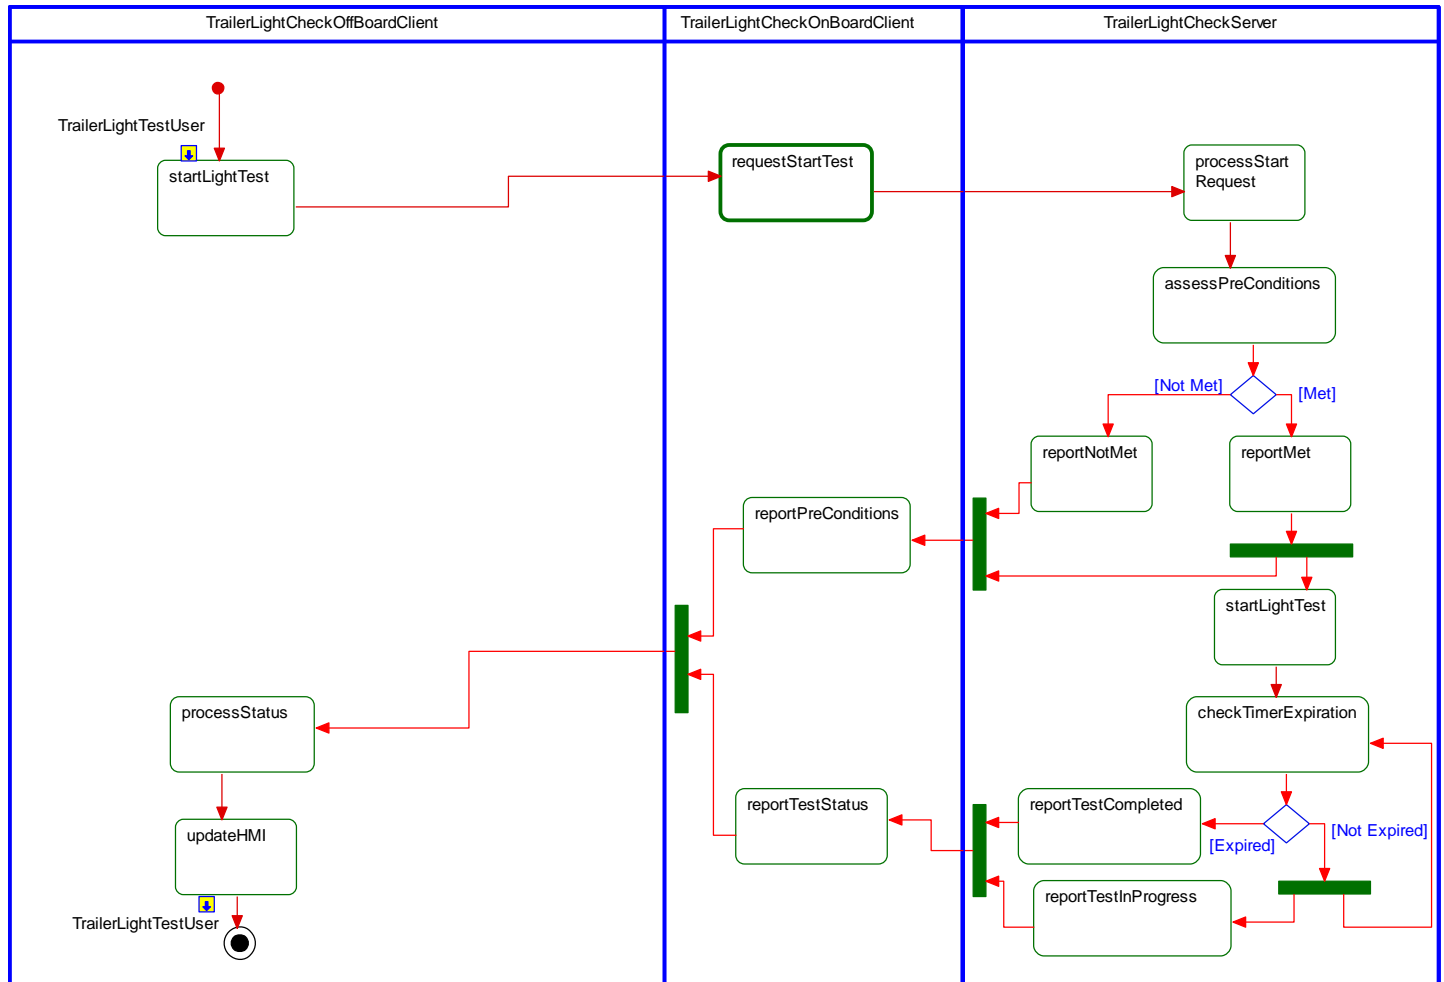 TrailerLightCheckOffBoardClient
TrailerLightCheckOnBoardClient
TrailerLightCheckServer
TrailerLightTestUser
startLightTest
requestStartTest
processStart
Request
assessPreConditions
[Not Met]
[Met]
reportNotMet
reportMet
reportPreConditions
startLightTest
processStatus
checkTimerExpiration
reportTestStatus
reportTestCompleted
[Expired]
[Not Expired]
updateHMI
reportTestInProgress
TrailerLightTestUser